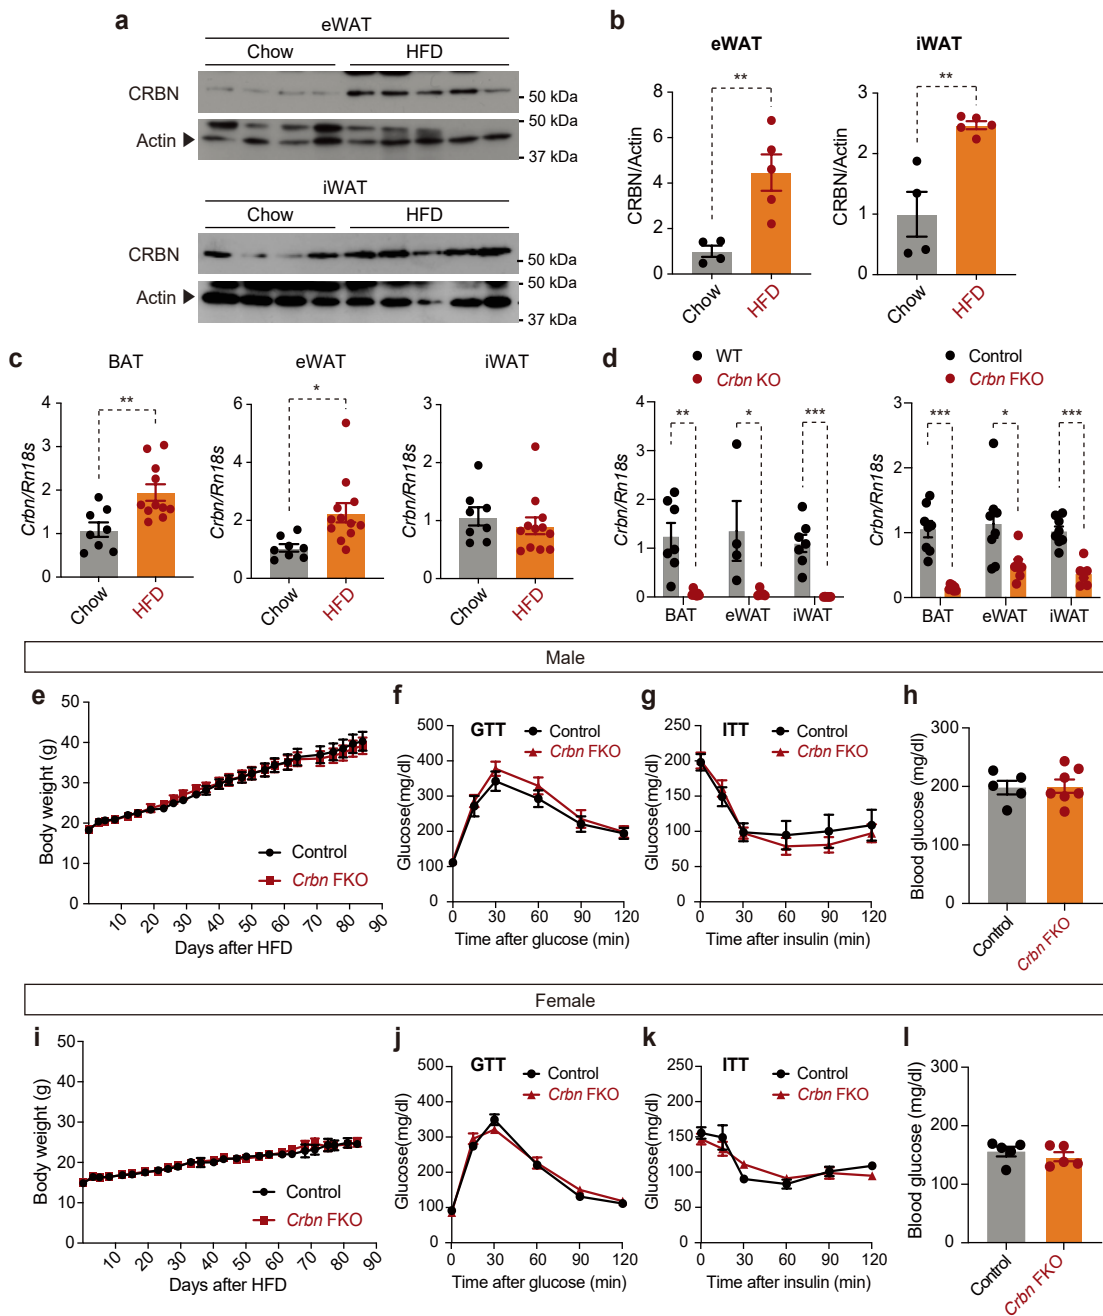 a
eWAT
Chow HFD
CRBN
50 kDa
Actin
37 kDa
iWAT
Chow HFD
CRBN
50 kDa
50 kDa
Actin
37 kDa
b
eWAT
CRBN/Actin
8
6
4
2
0
**
Chow
HFD
iWAT
CRBN/Actin
3
2
1
0
**
Chow
HFD
c
BAT
Crbn/Rn18s
4
3
2
1
0
**
Chow
HFD
eWAT
Crbn/Rn18s
6
4
2
0
*
Chow
HFD
iWAT
Crbn/Rn18s
3
2
1
0
Chow
HFD
d
WT
Crbn KO
Crbn/Rn18s
4
3
2
1
0
** * ***
BAT eWAT iWAT
Control
Crbn FKO
Crbn/Rn18s
3
2
1
0
*** * ***
BAT eWAT iWAT
Male
e
Body weight (g)
50
40
30
20
10
0
Control
Crbn FKO
10 20 30 40 50 60 70 80 90
Days after HFD
f
GTT
Control
Crbn FKO
Glucose(mg/dl)
500
400
300
200
100
0
0 30 60 90 120
Time after glucose (min)
g
ITT
Control
Crbn FKO
Glucose(mg/dl)
250
200
150
100
50
0
0 30 60 90 120
Time after insulin (min)
h
Blood glucose (mg/dl)
300
200
100
0
Control
Crbn FKO
Female
i
Body weight (g)
50
40
30
20
10
0
Control
Crbn FKO
10 20 30 40 50 60 70 80 90
Days after HFD
j
GTT
Control
Crbn FKO
Glucose(mg/dl)
500
400
300
200
100
0
0 30 60 90 120
Time after glucose (min)
k
ITT
Control
Crbn FKO
Glucose(mg/dl)
250
200
150
100
50
0
0 30 60 90 120
Time after insulin (min)
l
Blood glucose (mg/dl)
300
200
100
0
Control
Crbn FKO